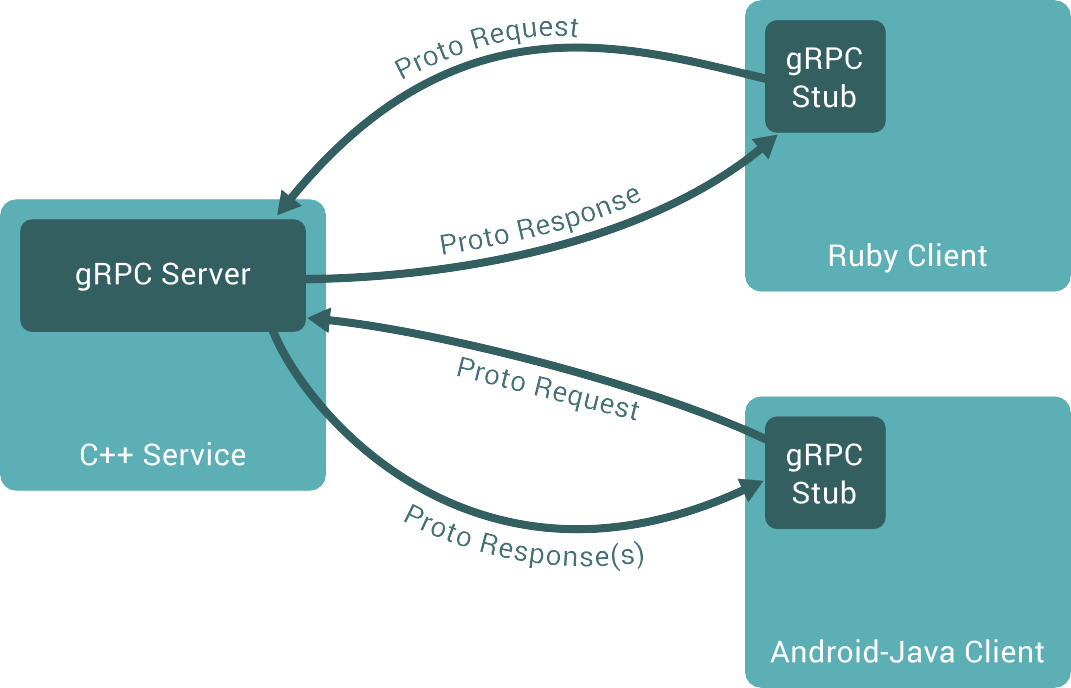 Proto Request
gRPC
Stub
Proto Response
Ruby Client
gRPC Server
Proto Request
C++ Service
gRPC
Stub
Proto Response(s)
Android-Java Client